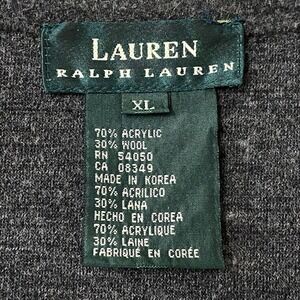 LAUREN
RALPH LAUREN
XL
70% ACRYLIC
30% WOOL
RN 54050
CA 08349
MADE IN KOREA
70% ACRILICO
30% LANA
HECHO EN COREA
70% ACRYLIQUE
30% LAINE
FABRIQUÉ EN CORÉE